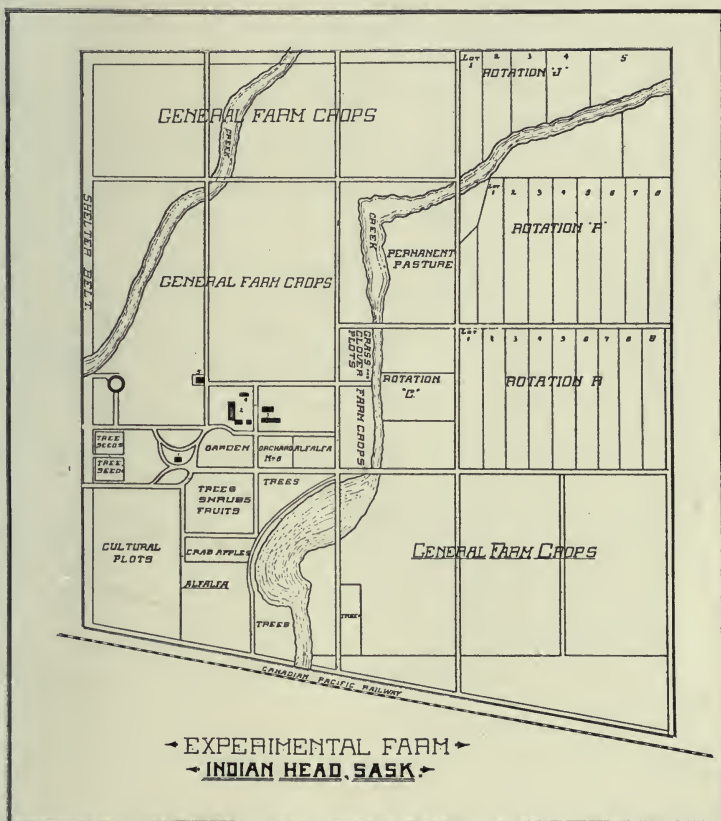 LOT
1 2 3 4 5
ROTATION "J"
GENERAL FARM CROPS
CREEK
SHELTER BELT.
LOT
1 2 3 4 5 6 7 8
ROTATION "P"
CREEK
PERMANENT
PASTURE
GENERAL FARM CROPS
GRASS AND
CLOVER
PLOTS
LOT
1 2 3 4 5 6 7 8
ROTATION
"C"
ROTATION R
FARM CROPS
TREE
SEEDS
TREE
SEEDS
GARDEN
ORCHARD
No 2
ALFALFA
TREES
SHRUBS
FRUITS
TREES
CULTURAL
PLOTS
CRAB APPLES
ALFALFA
GENERAL FARM CROPS
TREES
TREES
CANADIAN PACIFIC RAILWAY
EXPERIMENTAL FARM
INDIAN HEAD, SASK.